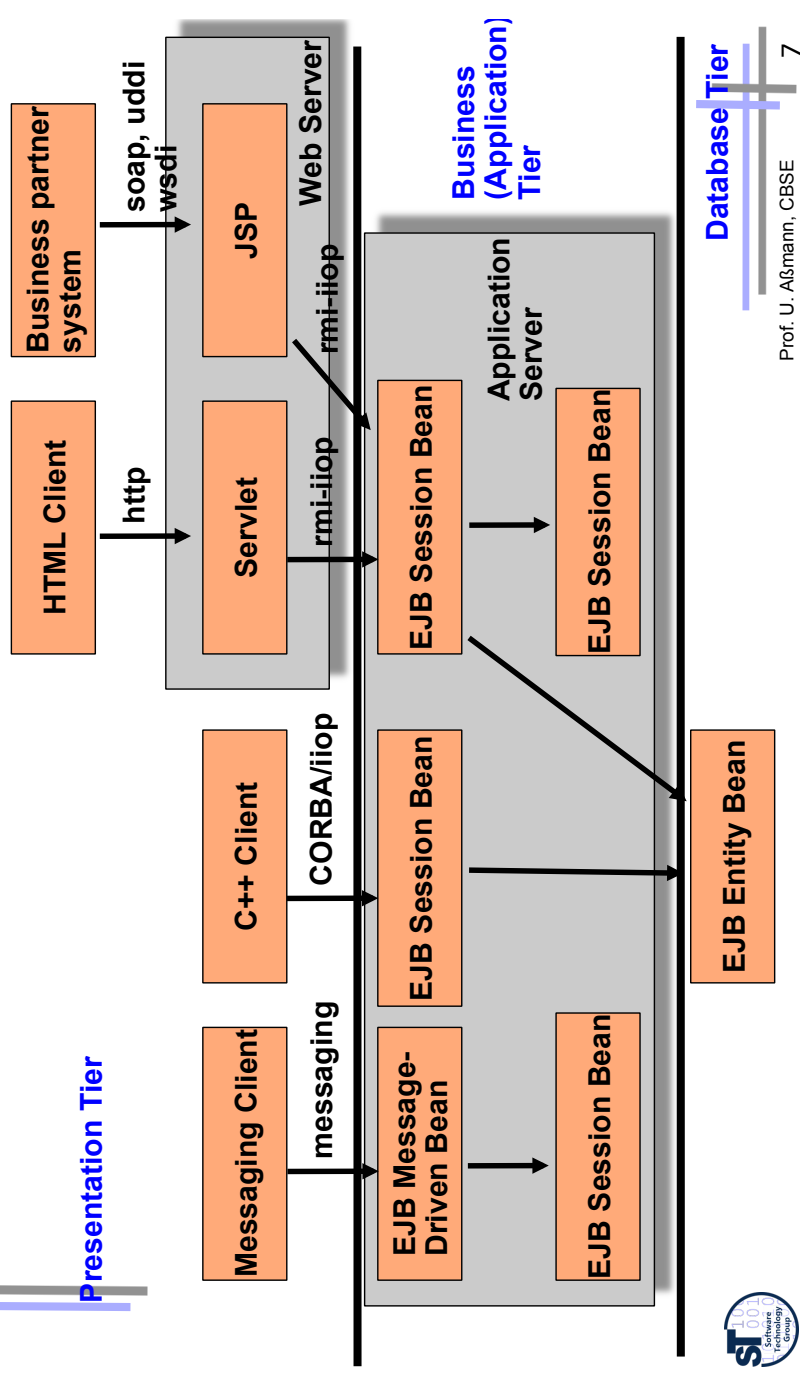 Presentation Tier
HTML Client
Business partner
system
http
soap, uddi
wsdi
Messaging Client
C++ Client
Servlet
JSP
Web Server
messaging
CORBA/iiop
rmi-iiop
rmi-iiop
EJB Message-
Driven Bean
EJB Session Bean
EJB Session Bean
Business
(Application)
Tier
Application
Server
EJB Session Bean
EJB Session Bean
EJB Entity Bean
Database Tier
Software
Technology
Group
Prof. U. Aßmann, CBSE
7